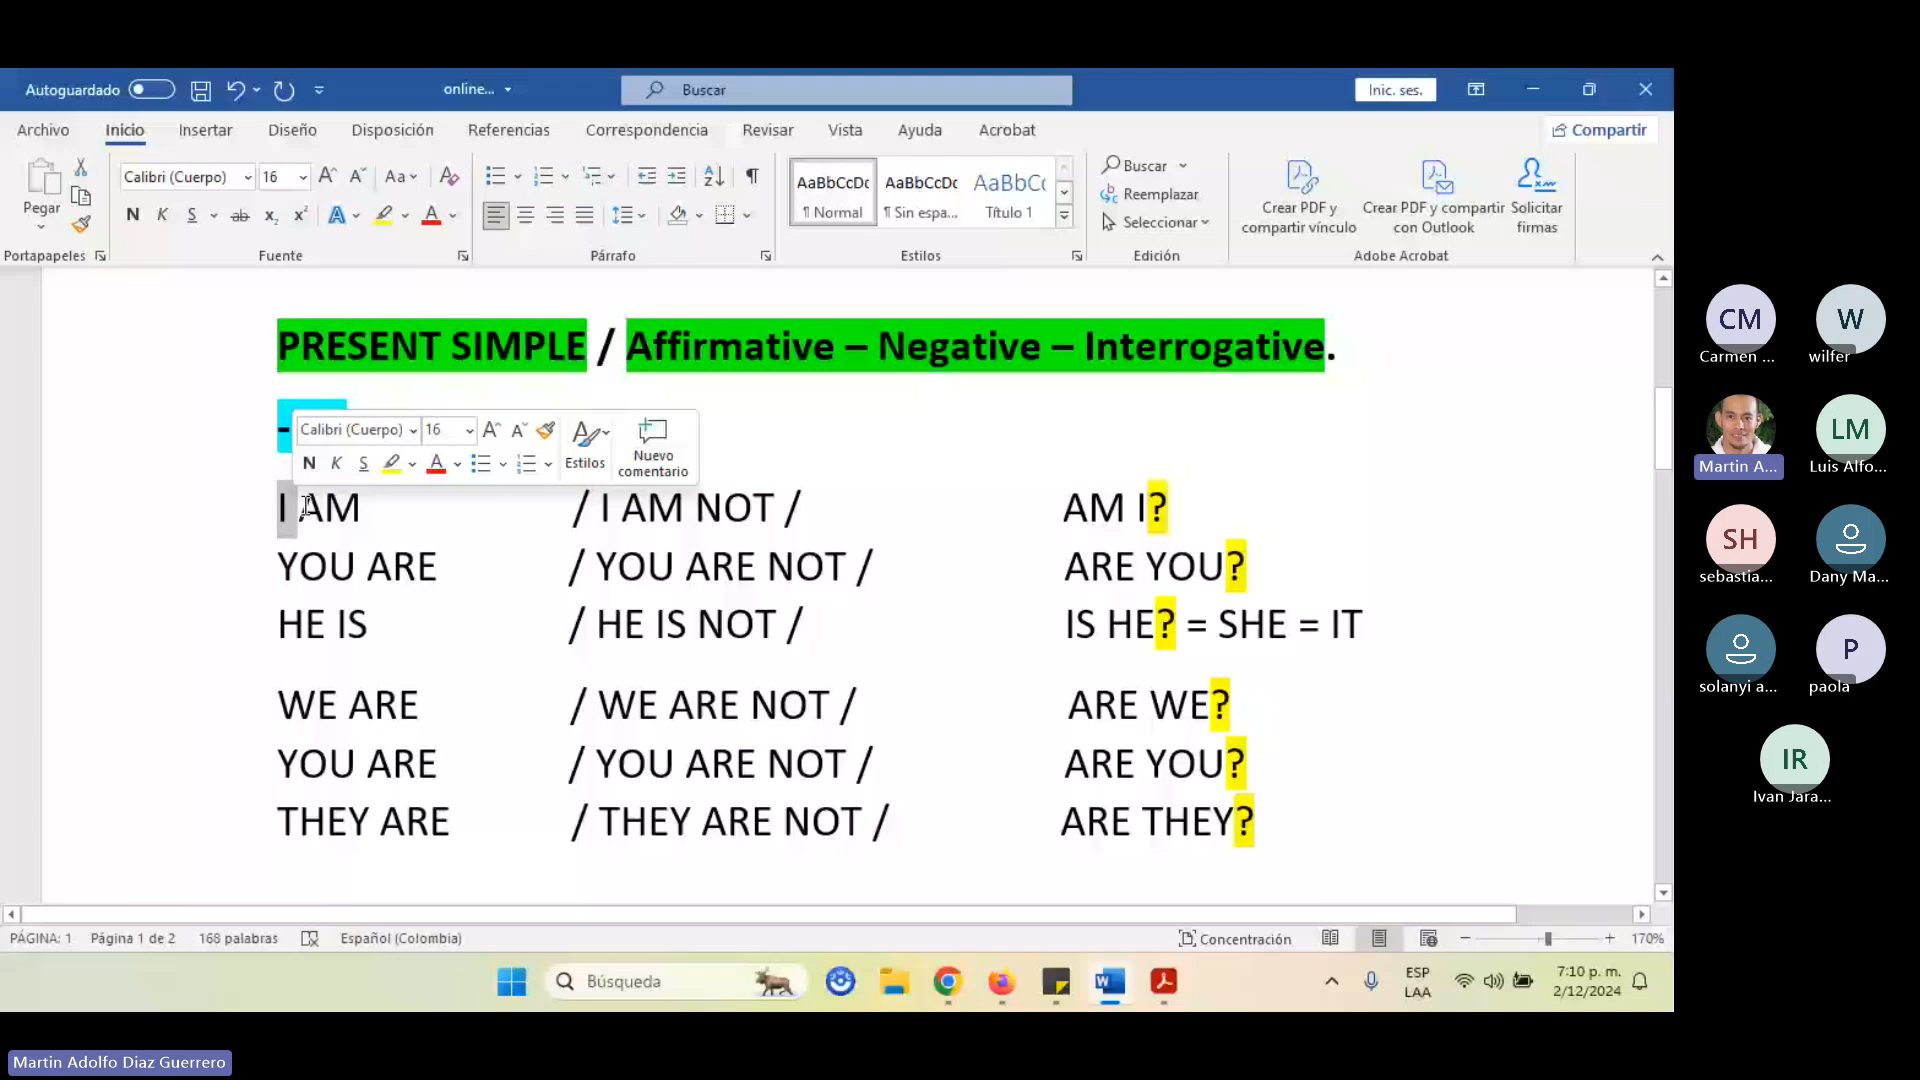 Autoguardado online... Buscar Inic. ses.
Archivo Inicio Insertar Diseño Disposición Referencias Correspondencia Revisar Vista Ayuda Acrobat Compartir
Pegar
Calibri (Cuerpo) 16 Aa
N K S ab x₂ x² A A
AaBbCcDc AaBbCcDc AaBbC
¶ Normal ¶ Sin espa... Título 1
Buscar
Reemplazar
Seleccionar
Crear PDF y compartir vínculo
Crear PDF y compartir con Outlook
Solicitar firmas
Portapapeles Fuente Párrafo Estilos Edición Adobe Acrobat
PRESENT SIMPLE / Affirmative – Negative – Interrogative.
-
Calibri (Cuerpo) 16
N K S A Estilos Nuevo comentario
I AM / I AM NOT / AM I?
YOU ARE / YOU ARE NOT / ARE YOU?
HE IS / HE IS NOT / IS HE? = SHE = IT
WE ARE / WE ARE NOT / ARE WE?
YOU ARE / YOU ARE NOT / ARE YOU?
THEY ARE / THEY ARE NOT / ARE THEY?
PÁGINA: 1 Página 1 de 2 168 palabras Español (Colombia) Concentración 170%
Búsqueda
ESP
LAA
7:10 p. m.
2/12/2024
CM W
Carmen ... wilfer
LM
Martin A... Luis Alfo...
SH
sebastia... Dany Ma...
P
solanyi a... paola
IR
Ivan Jara...
Martin Adolfo Diaz Guerrero